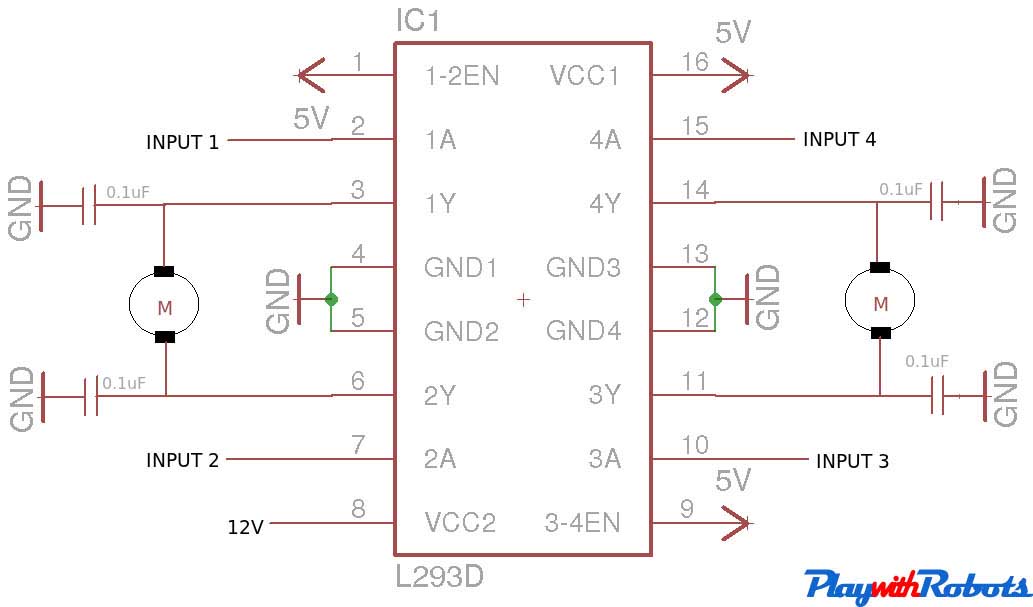 IC1
5V
1 1-2EN VCC1 16
5V
INPUT 1 2 1A 4A 15 INPUT 4
GND 0.1uF 3 1Y 4Y 14 0.1uF GND
4 GND1 GND3 13
M GND GND M
5 GND2 GND4 12
GND 0.1uF 6 2Y 3Y 11 0.1uF GND
INPUT 2 7 2A 3A 10 INPUT 3
5V
12V 8 VCC2 3-4EN 9
L293D
PlaywithRobots